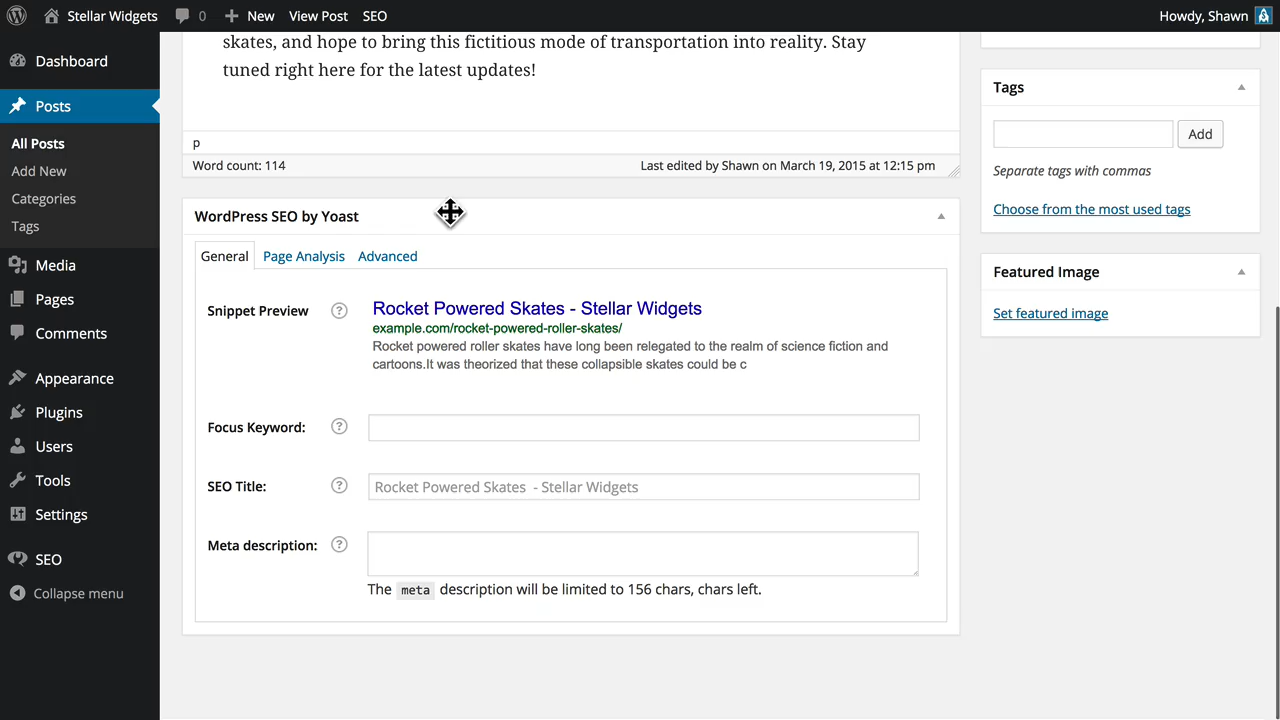 Stellar Widgets 0 New View Post SEO Howdy, Shawn
Dashboard
Posts
All Posts
Add New
Categories
Tags
Media
Pages
Comments
Appearance
Plugins
Users
Tools
Settings
SEO
Collapse menu
skates, and hope to bring this fictitious mode of transportation into reality. Stay
tuned right here for the latest updates!
p
Word count: 114 Last edited by Shawn on March 19, 2015 at 12:15 pm
WordPress SEO by Yoast
General Page Analysis Advanced
Snippet Preview ?
Rocket Powered Skates - Stellar Widgets
example.com/rocket-powered-roller-skates/
Rocket powered roller skates have long been relegated to the realm of science fiction and
cartoons.It was theorized that these collapsible skates could be c
Focus Keyword: ?
SEO Title: ? Rocket Powered Skates - Stellar Widgets
Meta description: ?
The meta description will be limited to 156 chars, chars left.
Tags
Add
Separate tags with commas
Choose from the most used tags
Featured Image
Set featured image